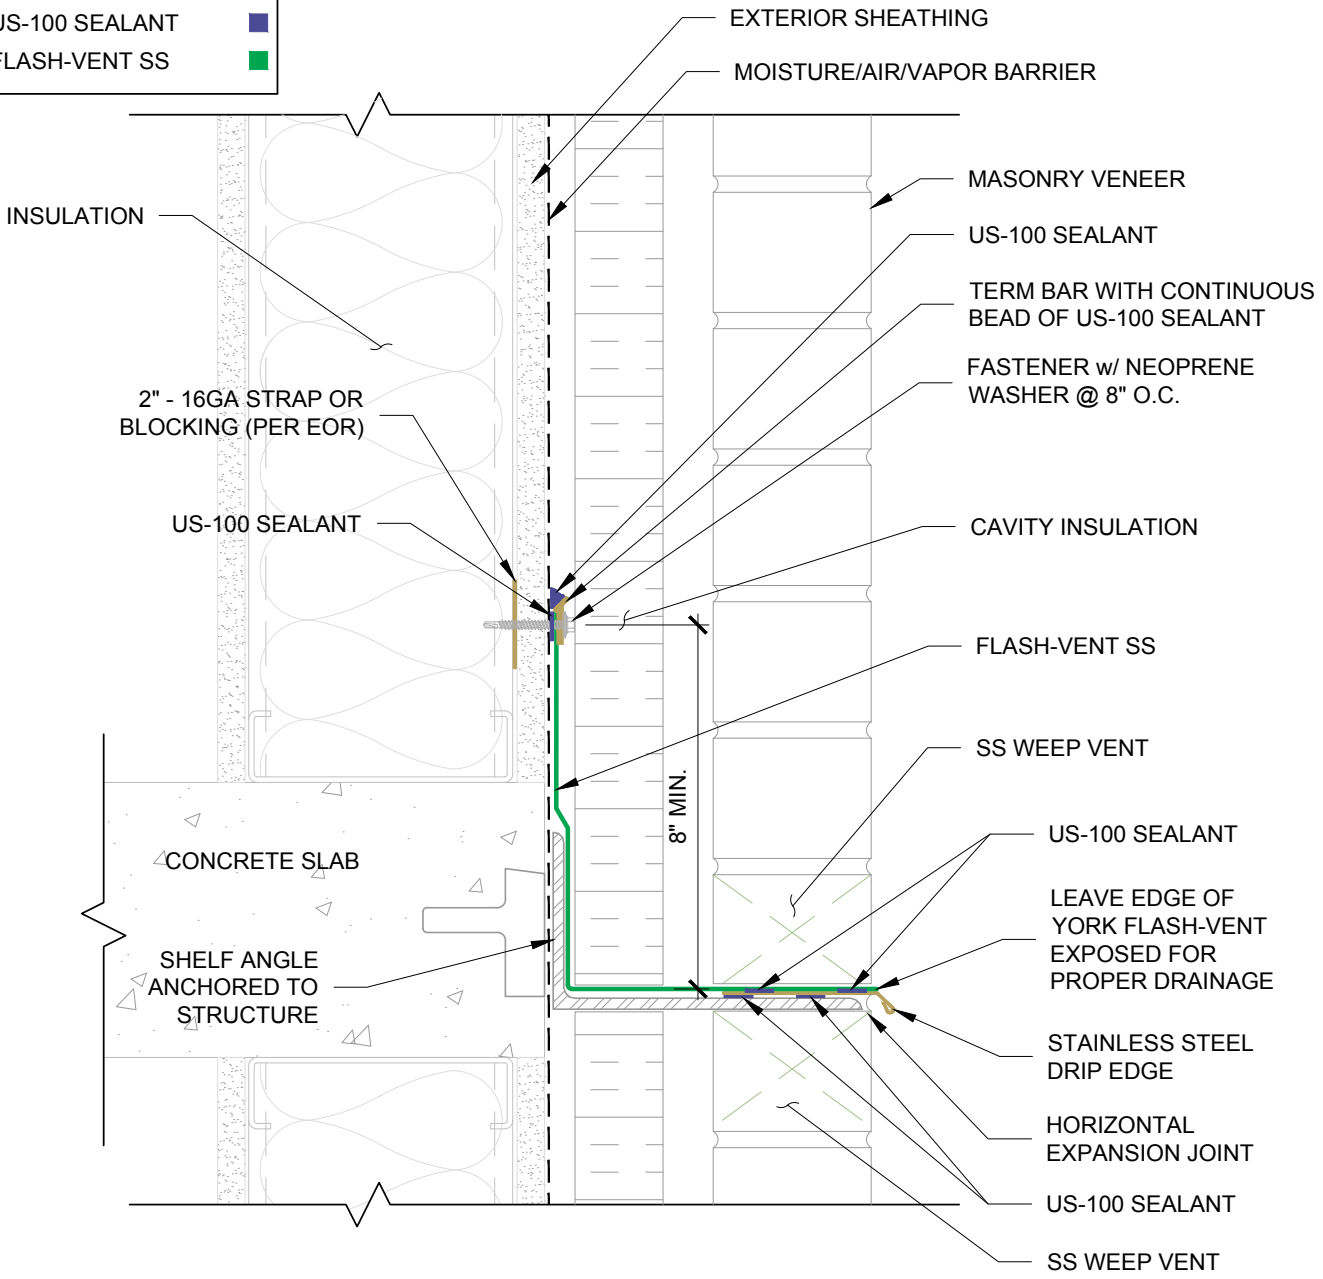 US-100 SEALANT
FLASH-VENT SS
EXTERIOR SHEATHING
MOISTURE/AIR/VAPOR BARRIER
MASONRY VENEER
INSULATION
US-100 SEALANT
TERM BAR WITH CONTINUOUS
BEAD OF US-100 SEALANT
FASTENER w/ NEOPRENE
WASHER @ 8" O.C.
2" - 16GA STRAP OR
BLOCKING (PER EOR)
US-100 SEALANT
CAVITY INSULATION
FLASH-VENT SS
SS WEEP VENT
8" MIN.
US-100 SEALANT
CONCRETE SLAB
LEAVE EDGE OF
YORK FLASH-VENT
EXPOSED FOR
PROPER DRAINAGE
SHELF ANGLE
ANCHORED TO
STRUCTURE
STAINLESS STEEL
DRIP EDGE
HORIZONTAL
EXPANSION JOINT
US-100 SEALANT
SS WEEP VENT